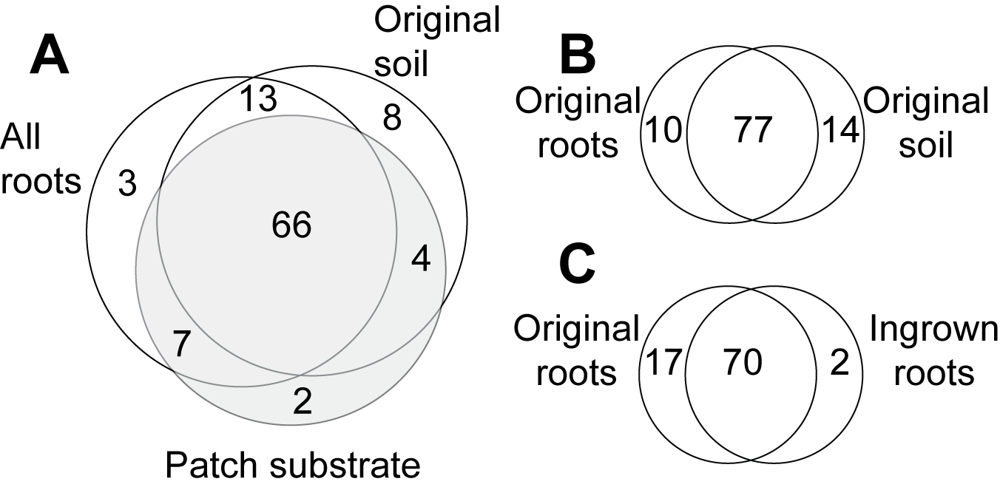 A
Original
soil
13
8
All
roots
3
66
4
7
2
Patch substrate
B
Original
roots
10
77
14
Original
soil
C
Original
roots
17
70
2
Ingrown
roots